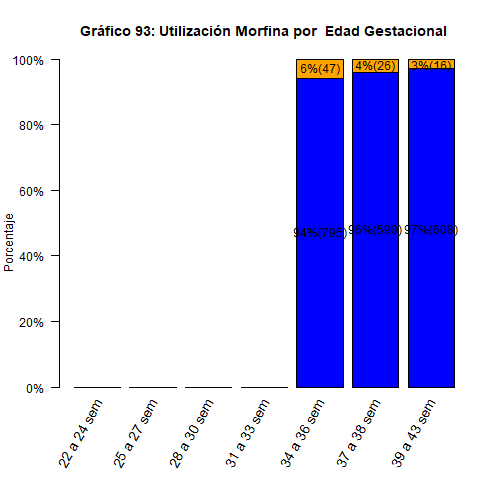 Gráfico 93: Utilización Morfina por  Edad Gestacional
Porcentaje
100%
80%
60%
40%
20%
0%
6%(47)
4%(26)
3%(16)
22 a 24 sem
25 a 27 sem
28 a 30 sem
31 a 33 sem
34 a 36 sem
37 a 38 sem
39 a 43 sem